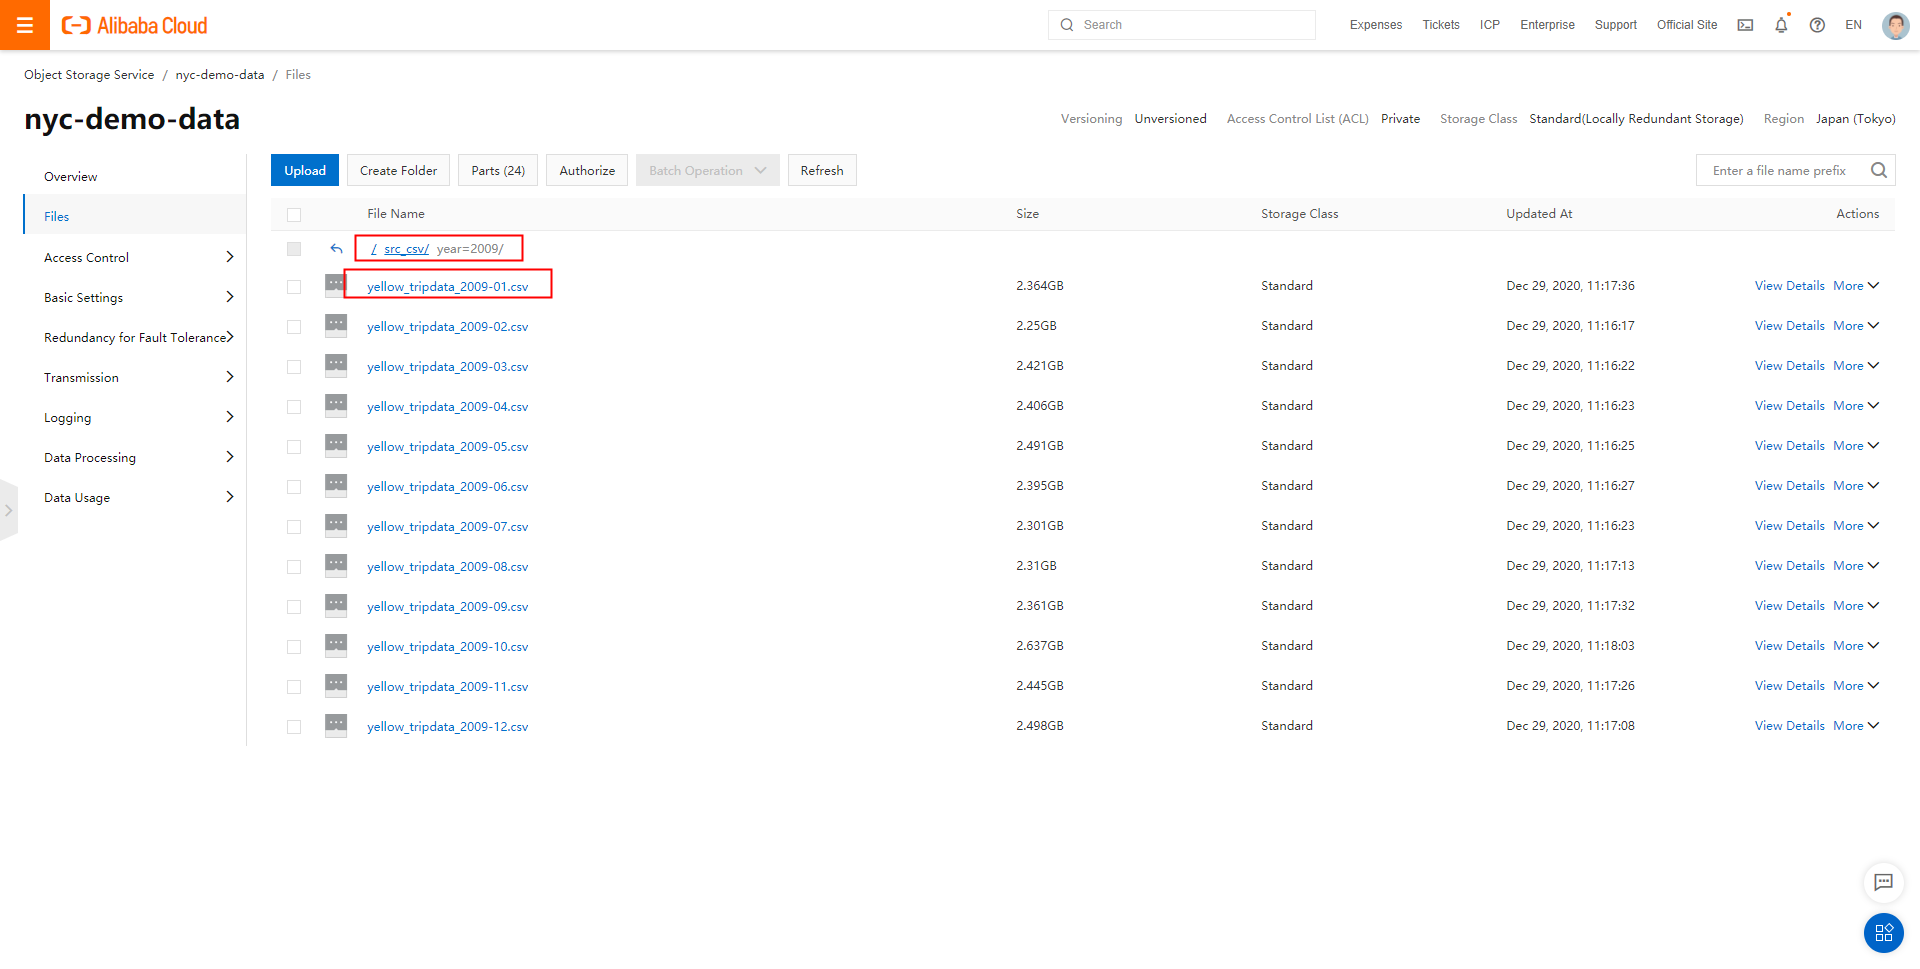 Alibaba Cloud Search Expenses Tickets ICP Enterprise Support Official Site EN
Object Storage Service / nyc-demo-data / Files
nyc-demo-data Versioning Unversioned Access Control List (ACL) Private Storage Class Standard(Locally Redundant Storage) Region Japan (Tokyo)
Overview
Files
Access Control
Basic Settings
Redundancy for Fault Tolerance
Transmission
Logging
Data Processing
Data Usage
Upload Create Folder Parts (24) Authorize Batch Operation Refresh Enter a file name prefix
File Name Size Storage Class Updated At Actions
/ src_csv/ year=2009/
yellow_tripdata_2009-01.csv 2.364GB Standard Dec 29, 2020, 11:17:36 View Details More
yellow_tripdata_2009-02.csv 2.25GB Standard Dec 29, 2020, 11:16:17 View Details More
yellow_tripdata_2009-03.csv 2.421GB Standard Dec 29, 2020, 11:16:22 View Details More
yellow_tripdata_2009-04.csv 2.406GB Standard Dec 29, 2020, 11:16:23 View Details More
yellow_tripdata_2009-05.csv 2.491GB Standard Dec 29, 2020, 11:16:25 View Details More
yellow_tripdata_2009-06.csv 2.395GB Standard Dec 29, 2020, 11:16:27 View Details More
yellow_tripdata_2009-07.csv 2.301GB Standard Dec 29, 2020, 11:16:23 View Details More
yellow_tripdata_2009-08.csv 2.31GB Standard Dec 29, 2020, 11:17:13 View Details More
yellow_tripdata_2009-09.csv 2.361GB Standard Dec 29, 2020, 11:17:32 View Details More
yellow_tripdata_2009-10.csv 2.637GB Standard Dec 29, 2020, 11:18:03 View Details More
yellow_tripdata_2009-11.csv 2.445GB Standard Dec 29, 2020, 11:17:26 View Details More
yellow_tripdata_2009-12.csv 2.498GB Standard Dec 29, 2020, 11:17:08 View Details More